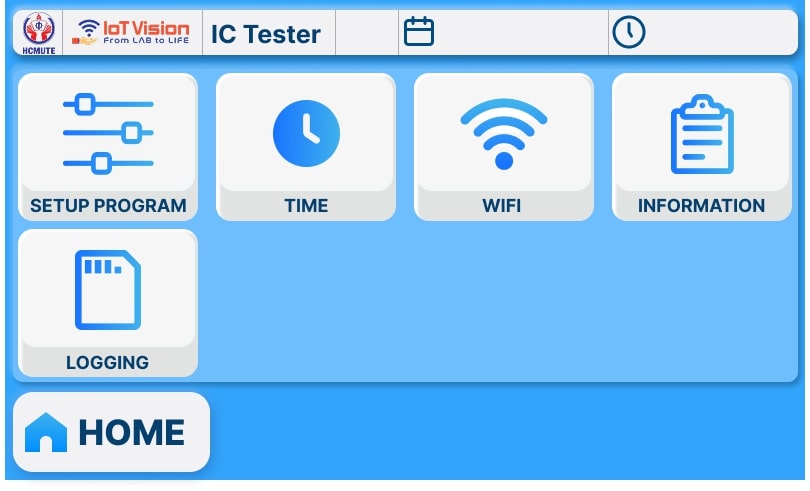 HCMUTE
IoT Vision
From LAB to LIFE
IC Tester
SETUP PROGRAM
TIME
WIFI
INFORMATION
LOGGING
HOME